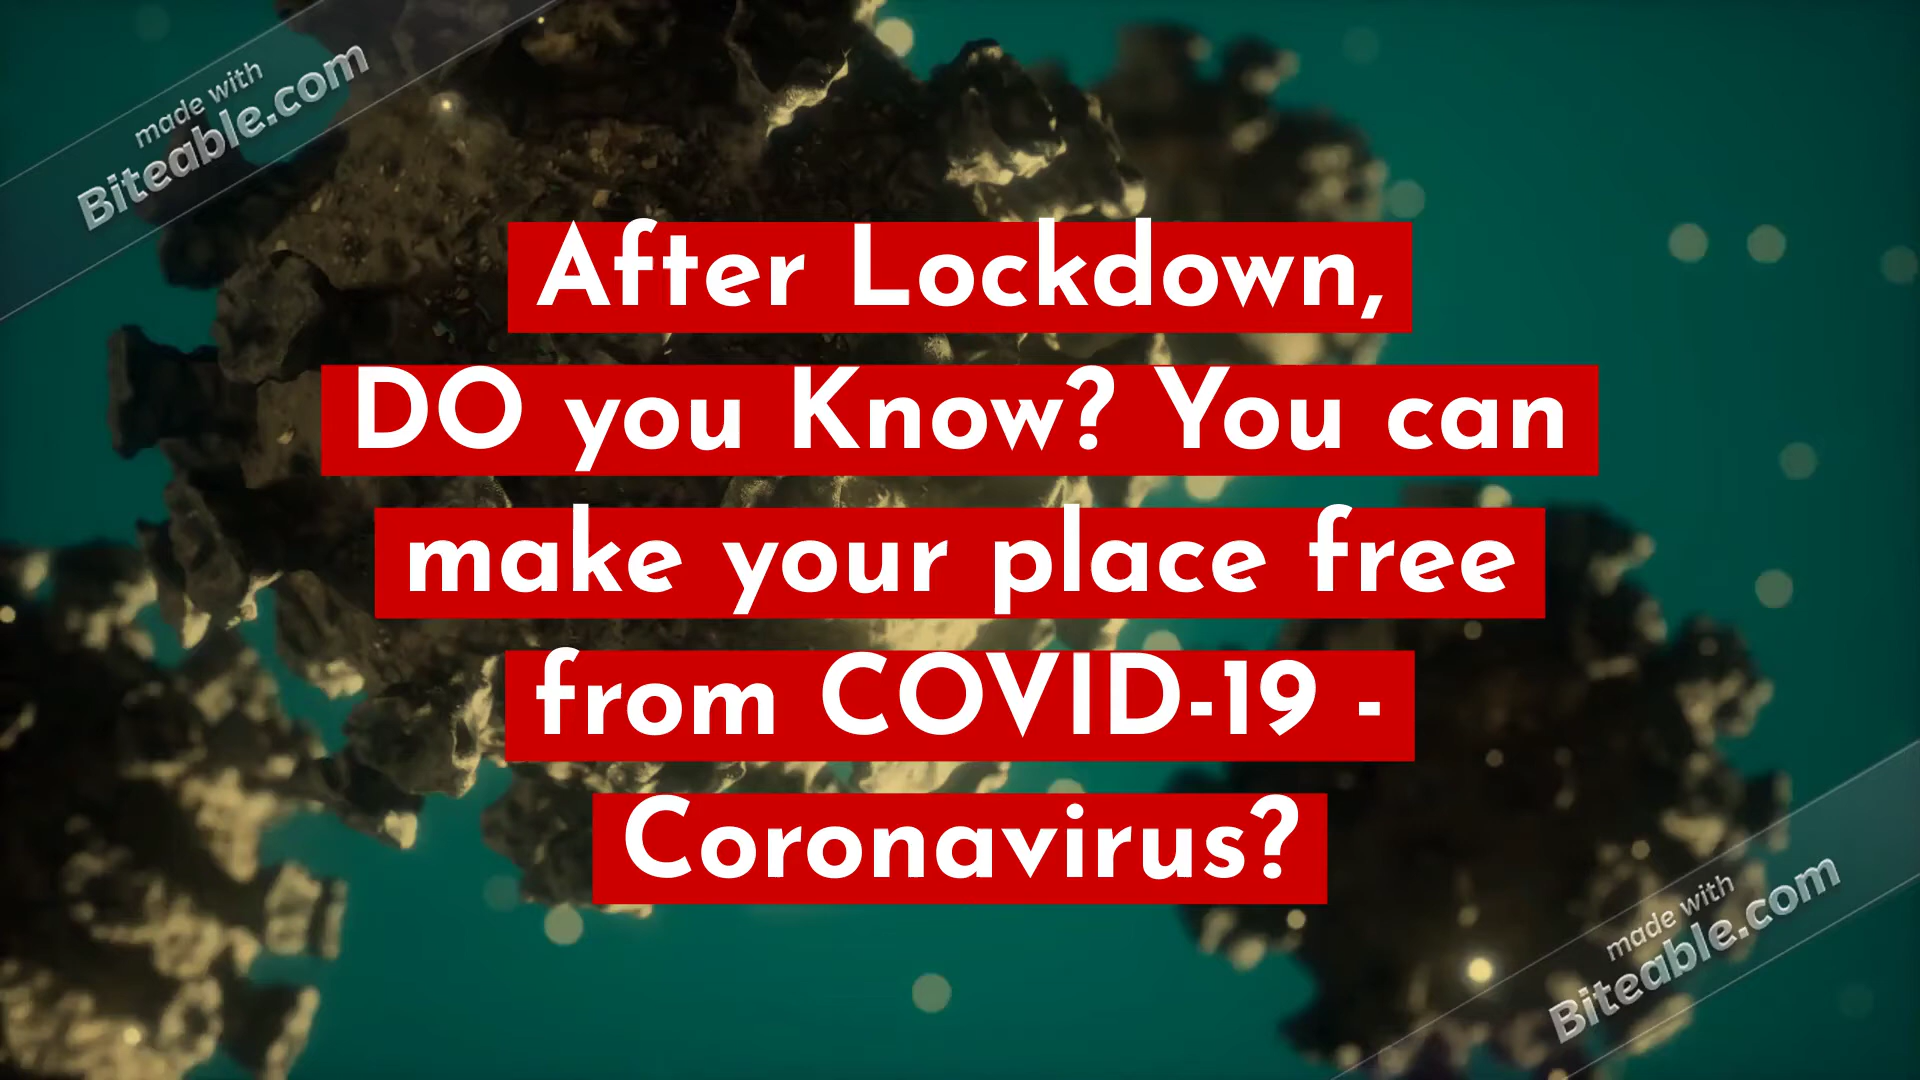 made with
Biteable.com
After Lockdown,
DO you Know? You can
make your place free
from COVID-19 -
Coronavirus?
made with
Biteable.com